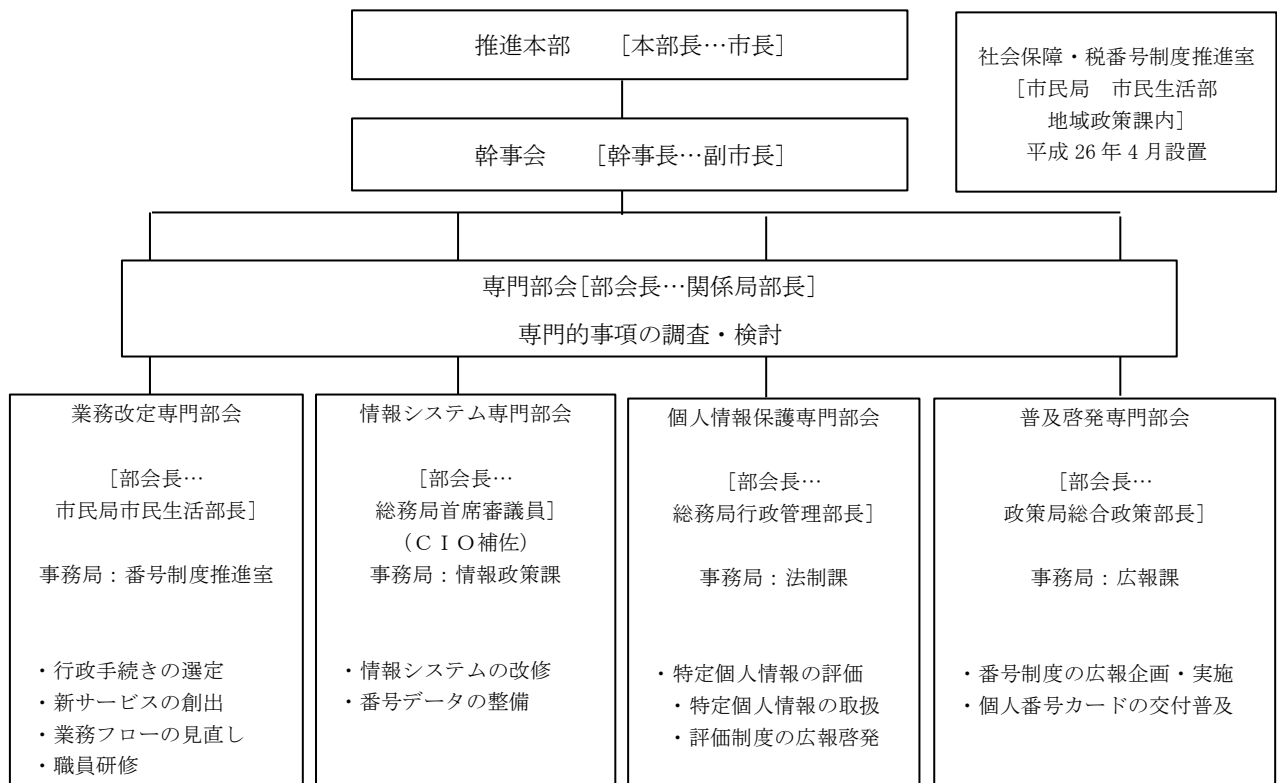 推進本部　　［本部長…市長］
社会保障・税番号制度推進室
［市民局　市民生活部
地域政策課内］
平成 26 年 4 月設置
幹事会　　［幹事長…副市長］
専門部会［部会長…関係局部長］
専門的事項の調査・検討
業務改定専門部会
［部会長…
市民局市民生活部長］
事務局：番号制度推進室
・行政手続きの選定
・新サービスの創出
・業務フローの見直し
・職員研修
情報システム専門部会
［部会長…
総務局首席審議員］
（ＣＩＯ補佐）
事務局：情報政策課
・情報システムの改修
・番号データの整備
個人情報保護専門部会
［部会長…
総務局行政管理部長］
事務局：法制課
・特定個人情報の評価
・特定個人情報の取扱
・評価制度の広報啓発
普及啓発専門部会
［部会長…
政策局総合政策部長］
事務局：広報課
・番号制度の広報企画・実施
・個人番号カードの交付普及